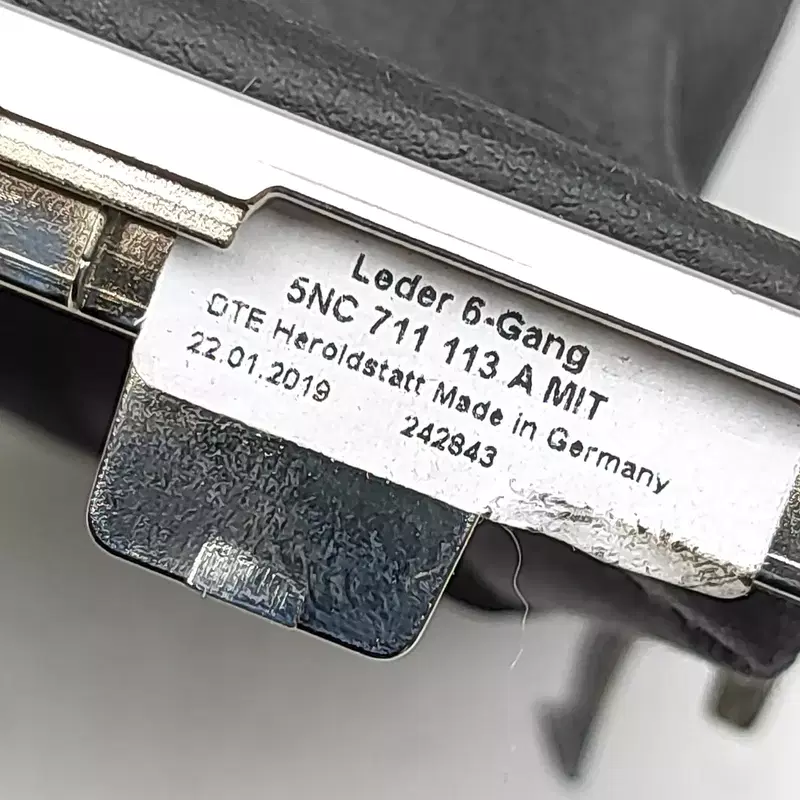 Leder 6-Gang
5NC 711 113 A MIT
DTE Heroldstatt Made in Germany
22.01.2019 242843